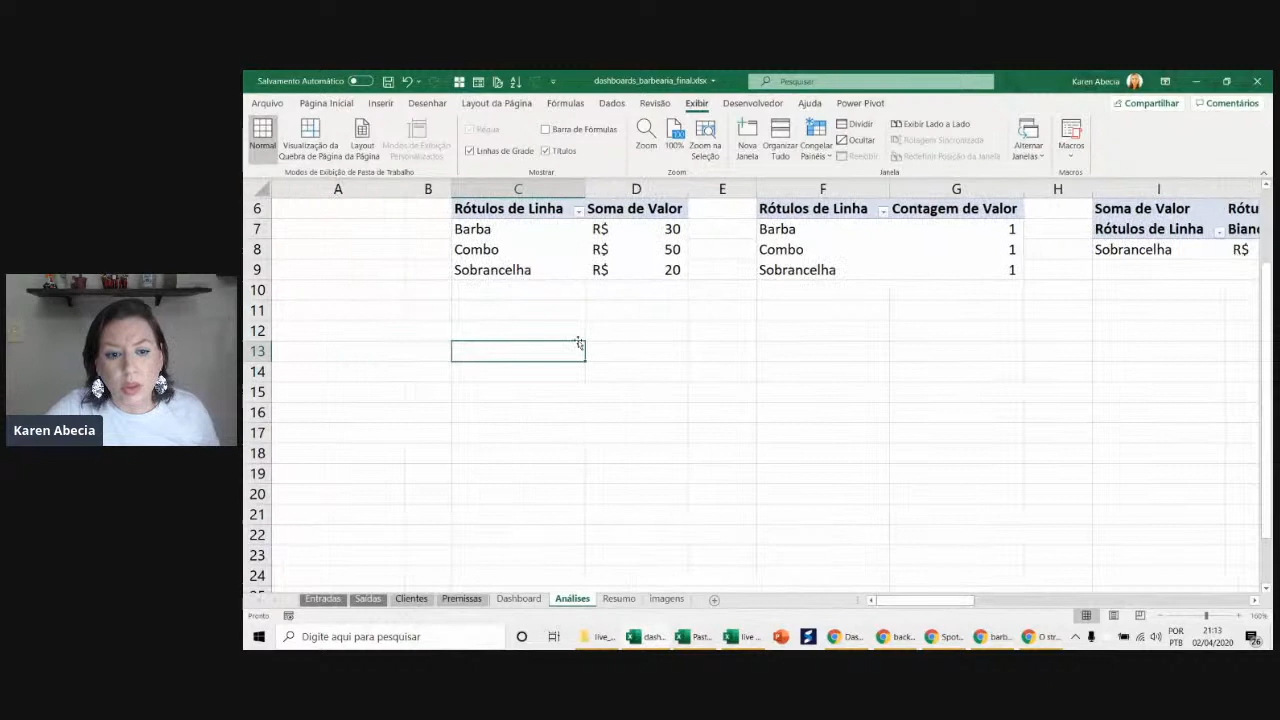 Salvamento Automático
dashboards_barbearia_final.xlsx
Pesquisar
Karen Abecia
Arquivo Página Inicial Inserir Desenhar Layout da Página Fórmulas Dados Revisão Exibir Desenvolvedor Ajuda Power Pivot Compartilhar Comentários
Normal
Visualização da Quebra de Página
Layout da Página
Modos de Exibição Personalizados
Modos de Exibição de Pasta de Trabalho
Régua
Barra de Fórmulas
Linhas de Grade
Títulos
Mostrar
Zoom
100%
Zoom na Seleção
Zoom
Nova Janela
Organizar Tudo
Congelar Painéis
Dividir
Ocultar
Reexibir
Exibir Lado a Lado
Rolagem Sincronizada
Redefinir Posição da Janela
Janela
Alternar Janelas
Macros
Macros
A B C D E F G H I
6 Rótulos de Linha Soma de Valor Rótulos de Linha Contagem de Valor Soma de Valor Rótu
7 Barba R$ 30 Barba 1 Rótulos de Linha Bianc
8 Combo R$ 50 Combo 1 Sobrancelha R$
9 Sobrancelha R$ 20 Sobrancelha 1
10
11
12
13
14
15
16
17
18
19
20
21
22
23
24
Karen Abecia
Entradas Saídas Clientes Premissas Dashboard Análises Resumo Imagens
Pronto
160%
Digite aqui para pesquisar
live_...
dash...
Past...
live ...
Das...
back...
Spot...
barb...
O str...
POR
PTB
21:13
02/04/2020
26